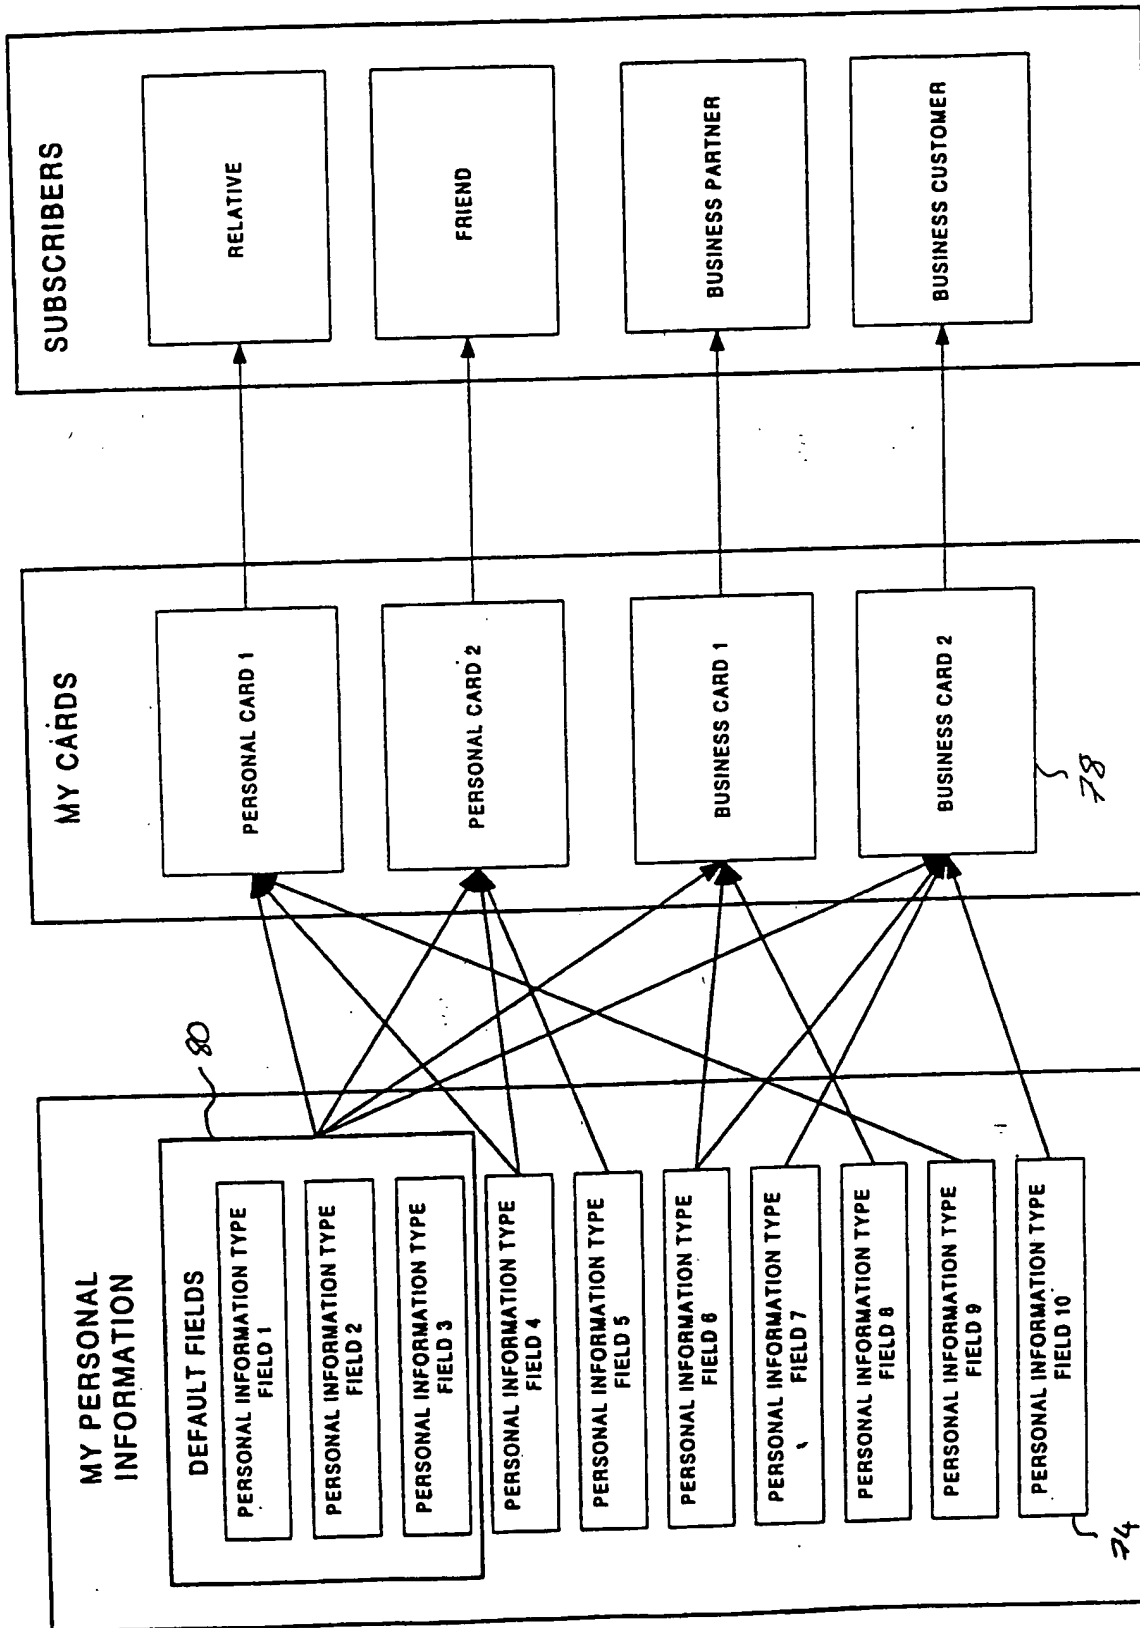 MY PERSONAL
INFORMATION
DEFAULT FIELDS
PERSONAL INFORMATION TYPE
FIELD 1
PERSONAL INFORMATION TYPE
FIELD 2
PERSONAL INFORMATION TYPE
FIELD 3
PERSONAL INFORMATION TYPE
FIELD 4
PERSONAL INFORMATION TYPE
FIELD 5
PERSONAL INFORMATION TYPE
FIELD 6
PERSONAL INFORMATION TYPE
FIELD 7
PERSONAL INFORMATION TYPE
FIELD 8
PERSONAL INFORMATION TYPE
FIELD 9
PERSONAL INFORMATION TYPE
FIELD 10
74
80
MY CARDS
PERSONAL CARD 1
PERSONAL CARD 2
BUSINESS CARD 1
BUSINESS CARD 2
78
SUBSCRIBERS
RELATIVE
FRIEND
BUSINESS PARTNER
BUSINESS CUSTOMER